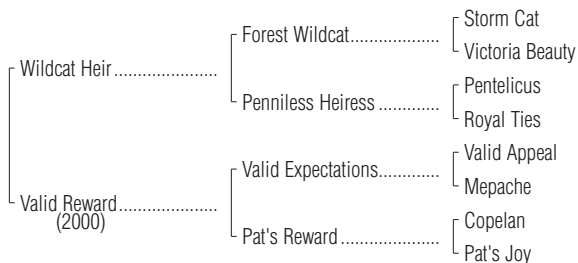 Storm Cat
Forest Wildcat....................
Victoria Beauty
Wildcat Heir.......................
Pentelicus
Penniless Heiress .............
Royal Ties
Valid Appeal
Valid Expectations.............
Mepache
Valid Reward......................
(2000)
Copelan
Pat's Reward......................
Pat's Joy